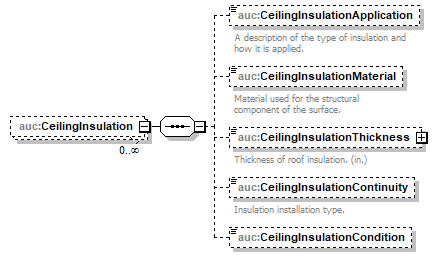 auc:CeilingInsulationApplication
A description of the type of insulation and
how it is applied.
auc:CeilingInsulationMaterial
Material used for the structural
component of the surface.
auc:CeilingInsulation
0..∞
auc:CeilingInsulationThickness
Thickness of roof insulation. (in.)
auc:CeilingInsulationContinuity
Insulation installation type.
auc:CeilingInsulationCondition